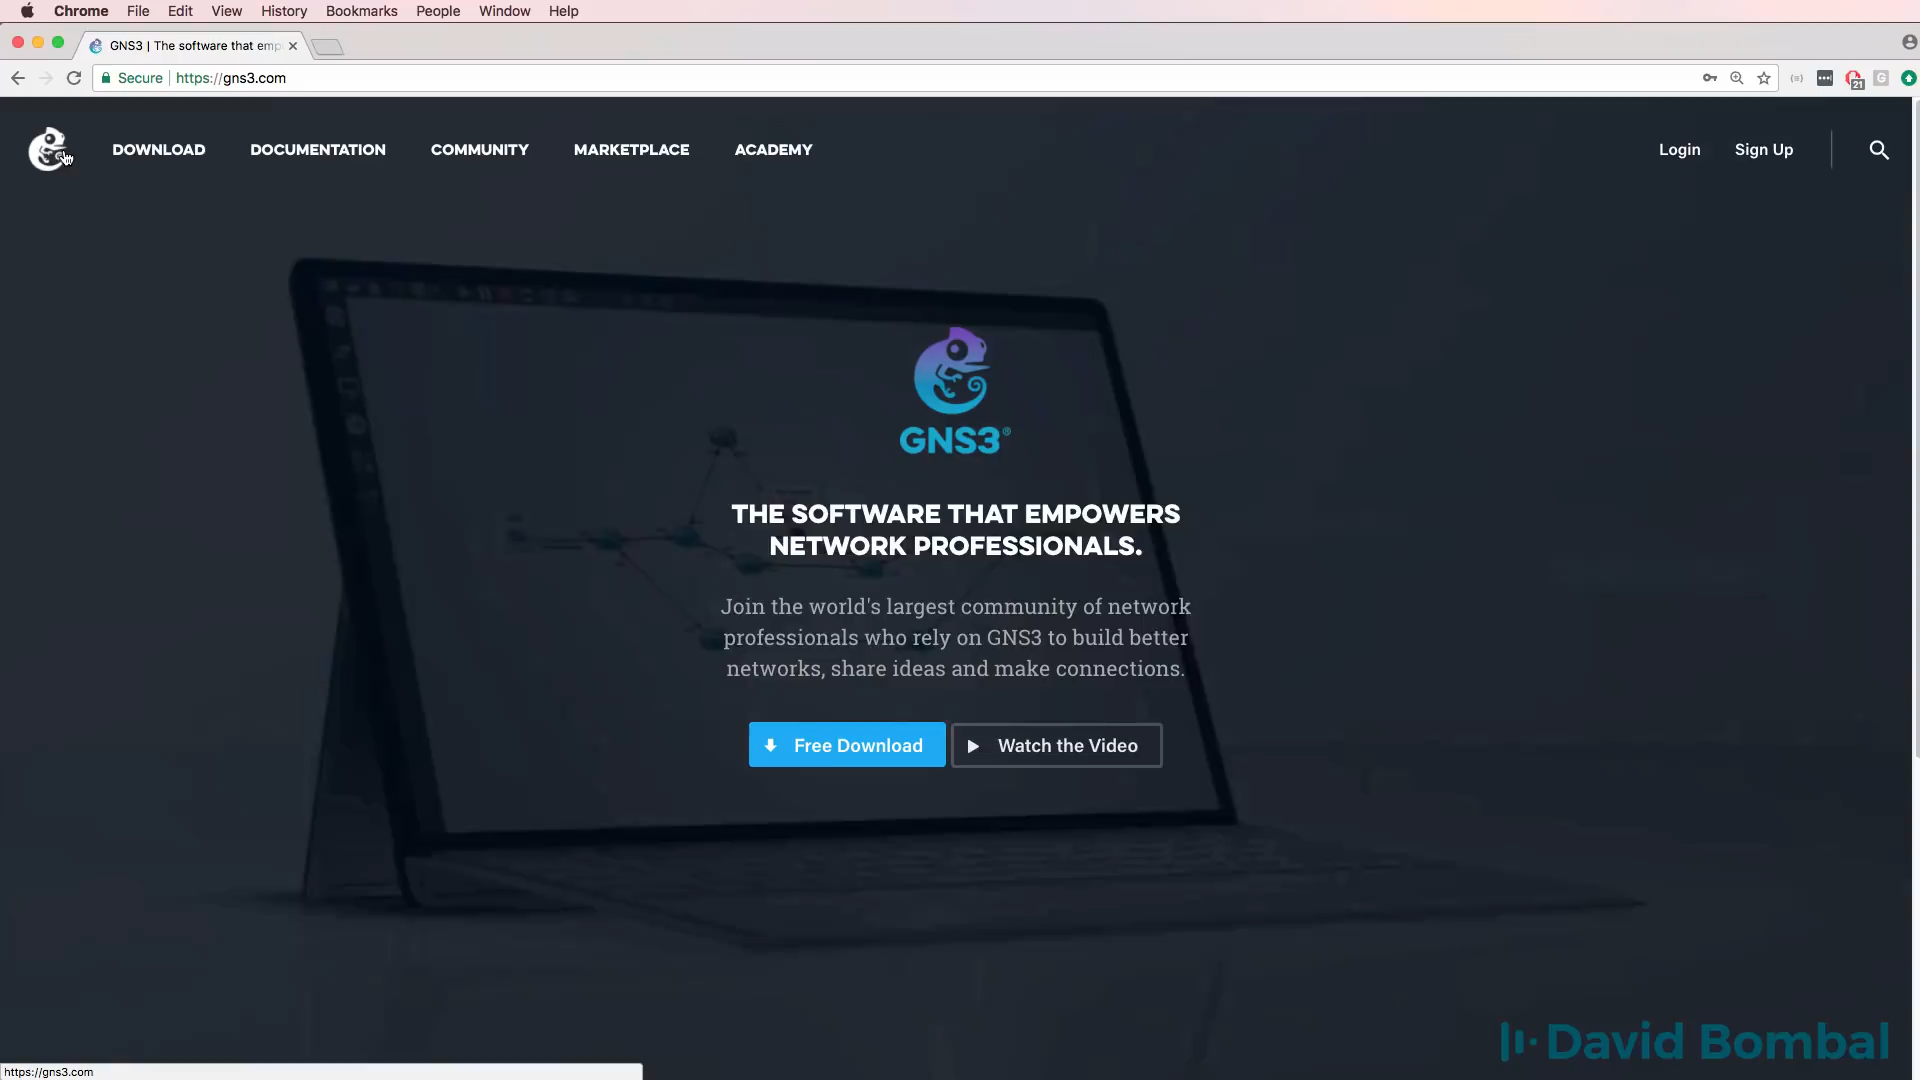 Chrome File Edit View History Bookmarks People Window Help
GNS3 | The software that emp
Secure https://gns3.com
21
G
DOWNLOAD DOCUMENTATION COMMUNITY MARKETPLACE ACADEMY Login Sign Up
GNS3®
THE SOFTWARE THAT EMPOWERS
NETWORK PROFESSIONALS.
Join the world's largest community of network
professionals who rely on GNS3 to build better
networks, share ideas and make connections.
Free Download Watch the Video
David Bombal
https://gns3.com